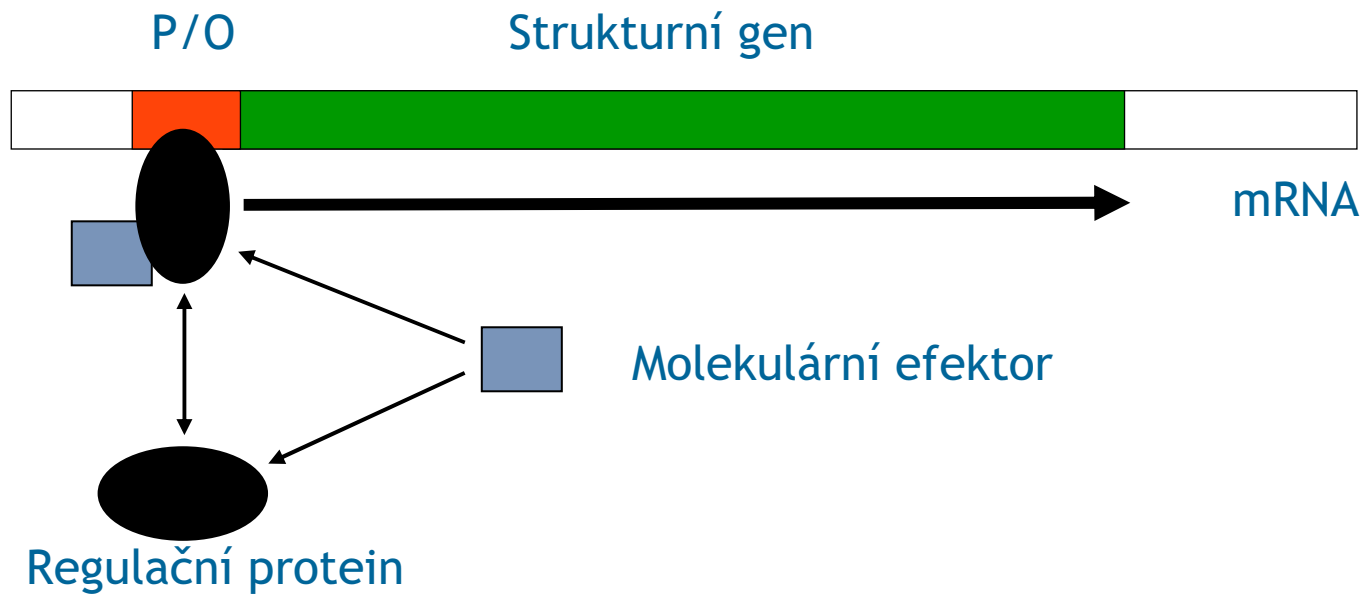 P/O
Strukturní gen
mRNA
Molekulární efektor
Regulační protein